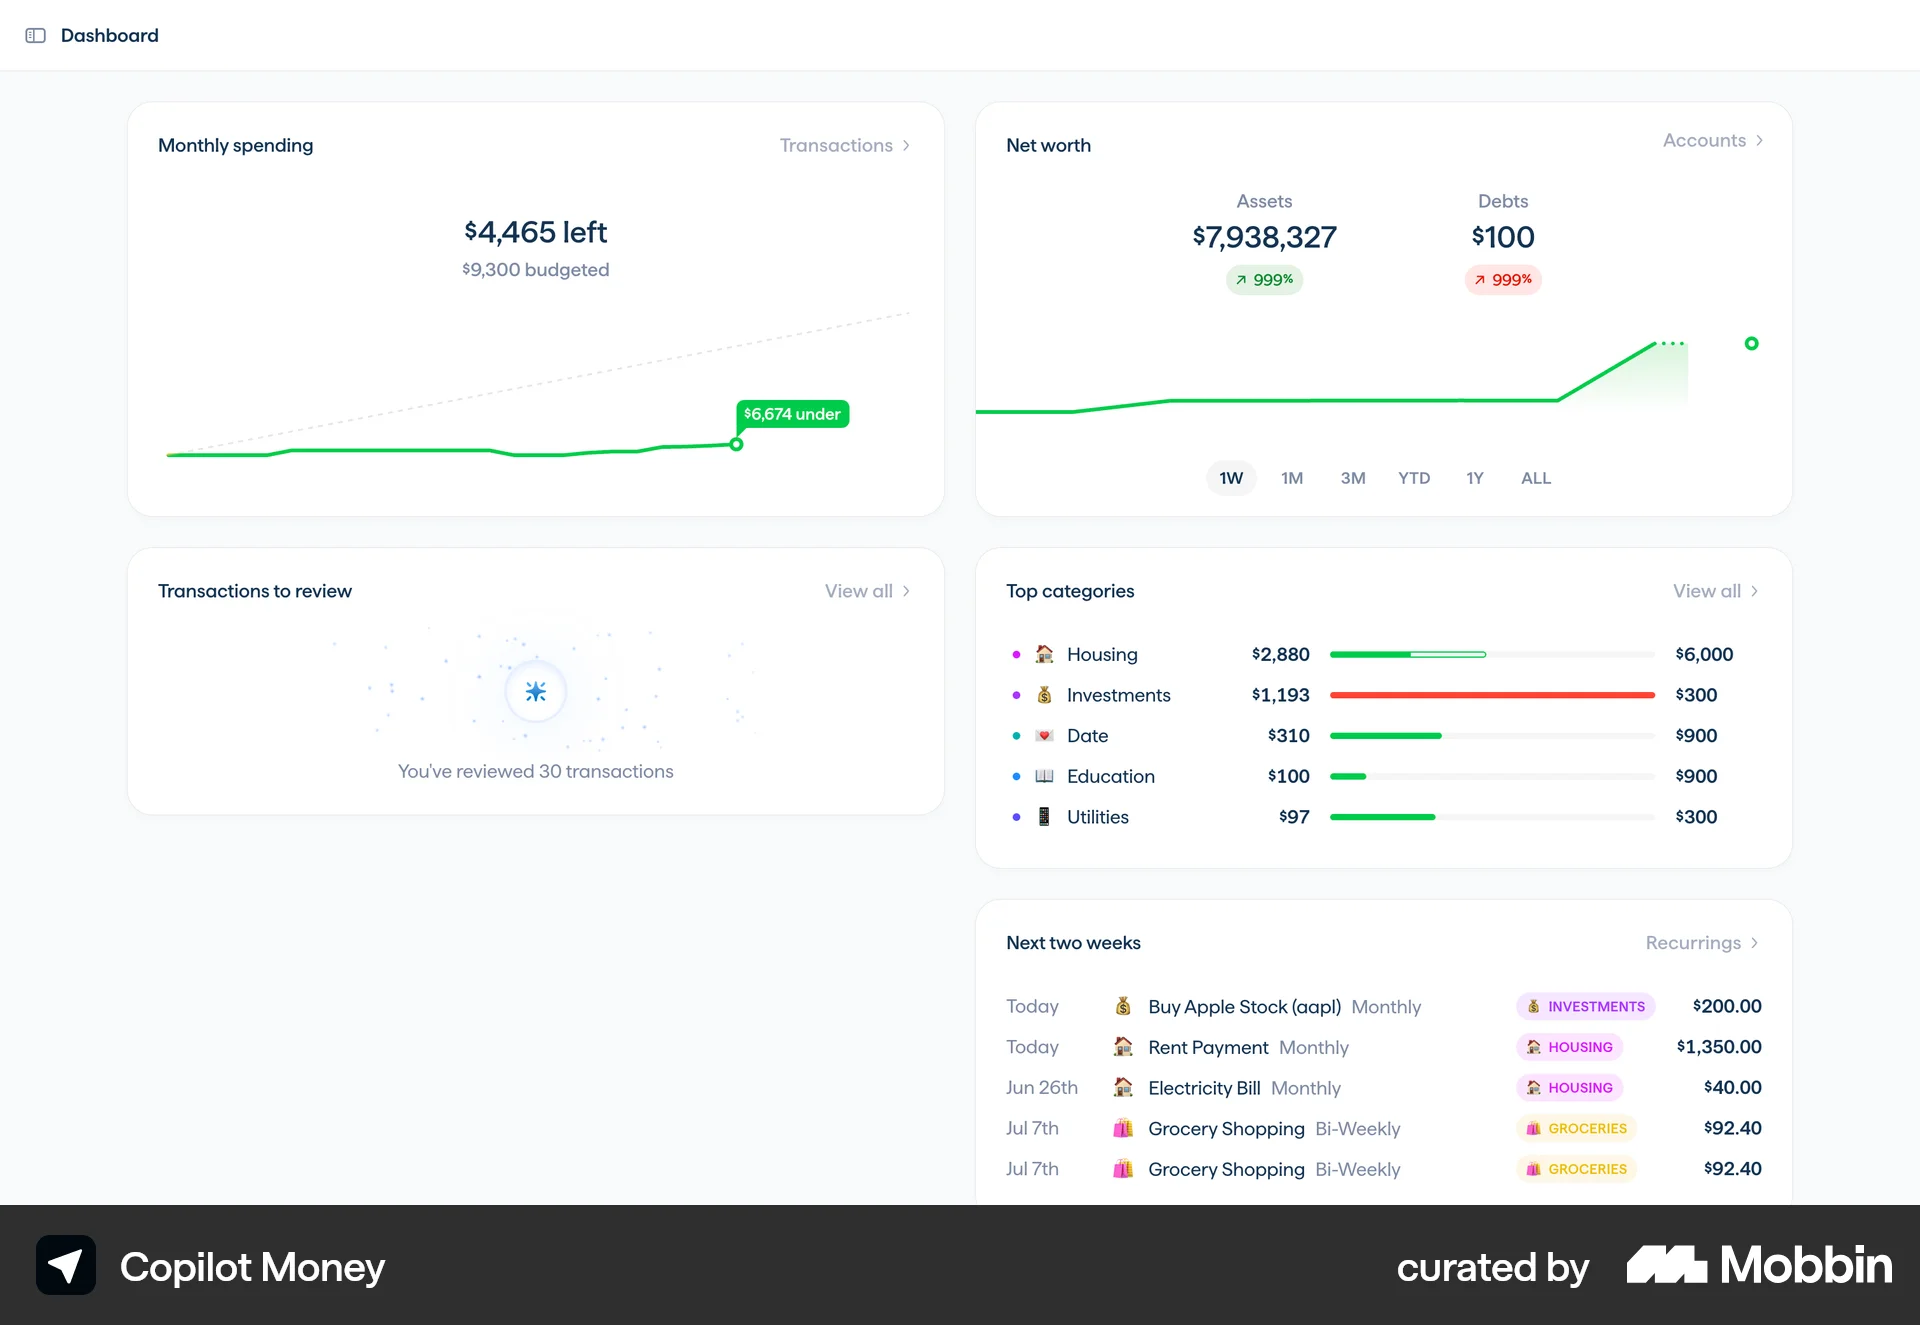 Dashboard
Monthly spending
Transactions
$4,465 left
$9,300 budgeted
$6,674 under
Net worth
Accounts
Assets
Debts
$7,938,327
$100
999%
999%
1W 1M 3M YTD 1Y ALL
Transactions to review
View all
You've reviewed 30 transactions
Top categories
View all
Housing $2,880 $6,000
Investments $1,193 $300
Date $310 $900
Education $100 $900
Utilities $97 $300
Next two weeks
Recurrings
Today Buy Apple Stock (aapl) Monthly INVESTMENTS $200.00
Today Rent Payment Monthly HOUSING $1,350.00
Jun 26th Electricity Bill Monthly HOUSING $40.00
Jul 7th Grocery Shopping Bi-Weekly GROCERIES $92.40
Jul 7th Grocery Shopping Bi-Weekly GROCERIES $92.40
Copilot Money
curated by Mobbin